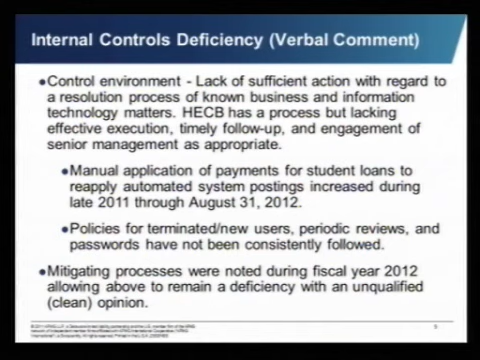 Internal Controls Deficiency (Verbal Comment)
●Control environment - Lack of sufficient action with regard to
a resolution process of known business and information
technology matters. HECB has a process but lacking
effective execution, timely follow-up, and engagement of
senior management as appropriate.
●Manual application of payments for student loans to
reapply automated system postings increased during
late 2011 through August 31, 2012.
●Policies for terminated/new users, periodic reviews, and
passwords have not been consistently followed.
●Mitigating processes were noted during fiscal year 2012
allowing above to remain a deficiency with an unqualified
(clean) opinion.